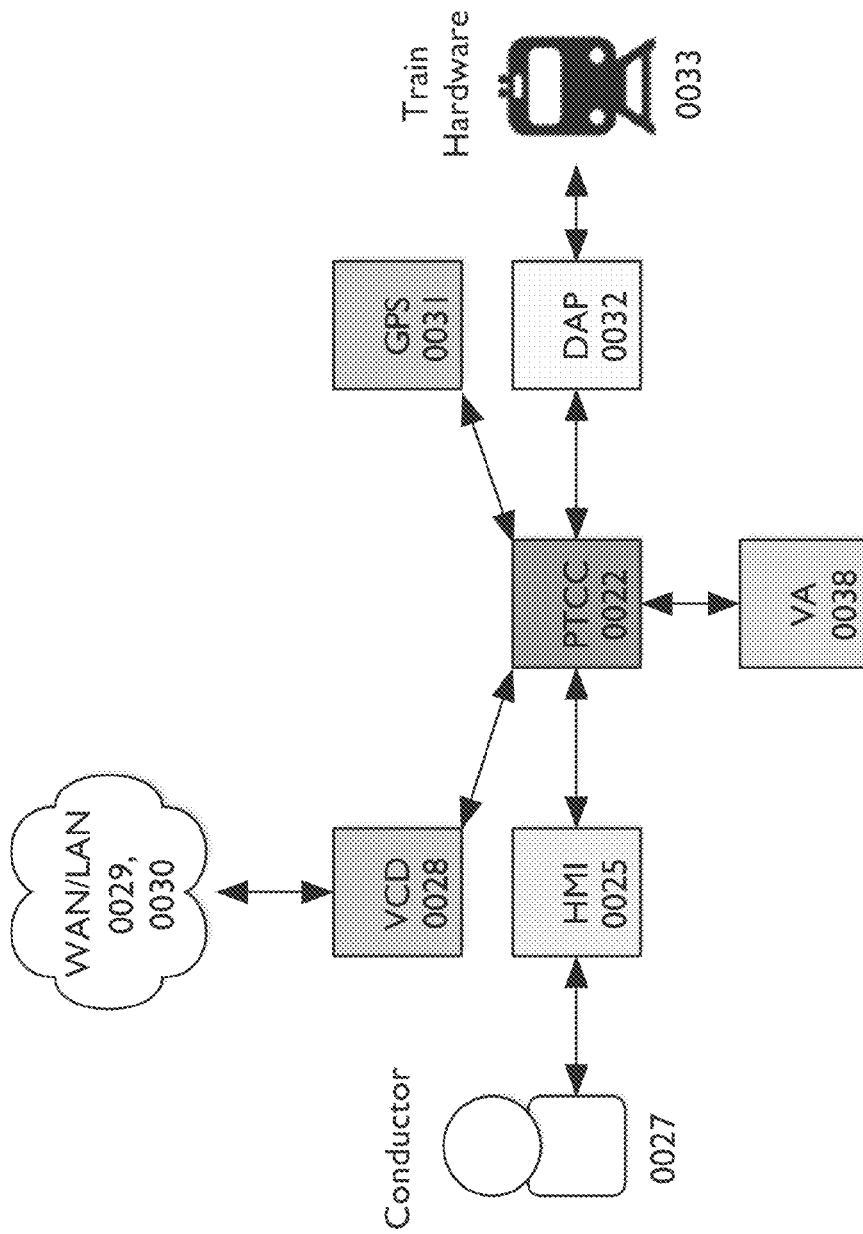 WAN/LAN
0029,
0030
Conductor
0027
VCD
0028
HMI
0025
PTCC
0022
VA
0038
GPS
0031
DAP
0032
Train
Hardware
0033